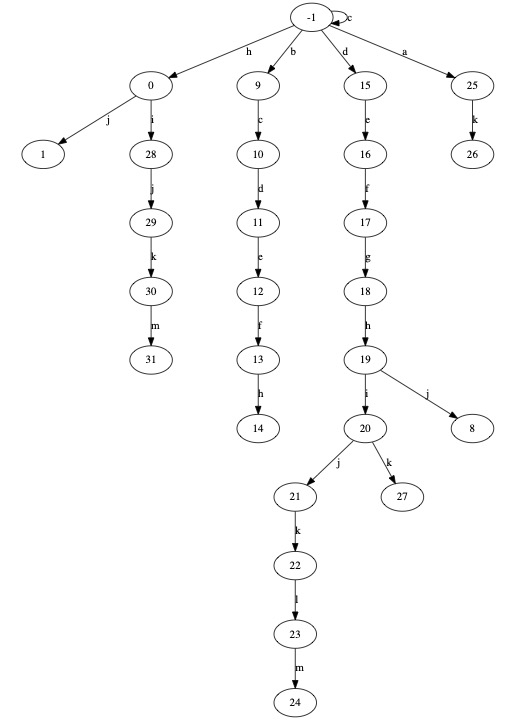 -1 c
h b d a
0 9 15 25
j i c e k
1 28 10 16 26
j d f
29 11 17
k e g
30 12 18
m f h
31 13 19
h i j
14 20 8
j k
21 27
k
22
l
23
m
24